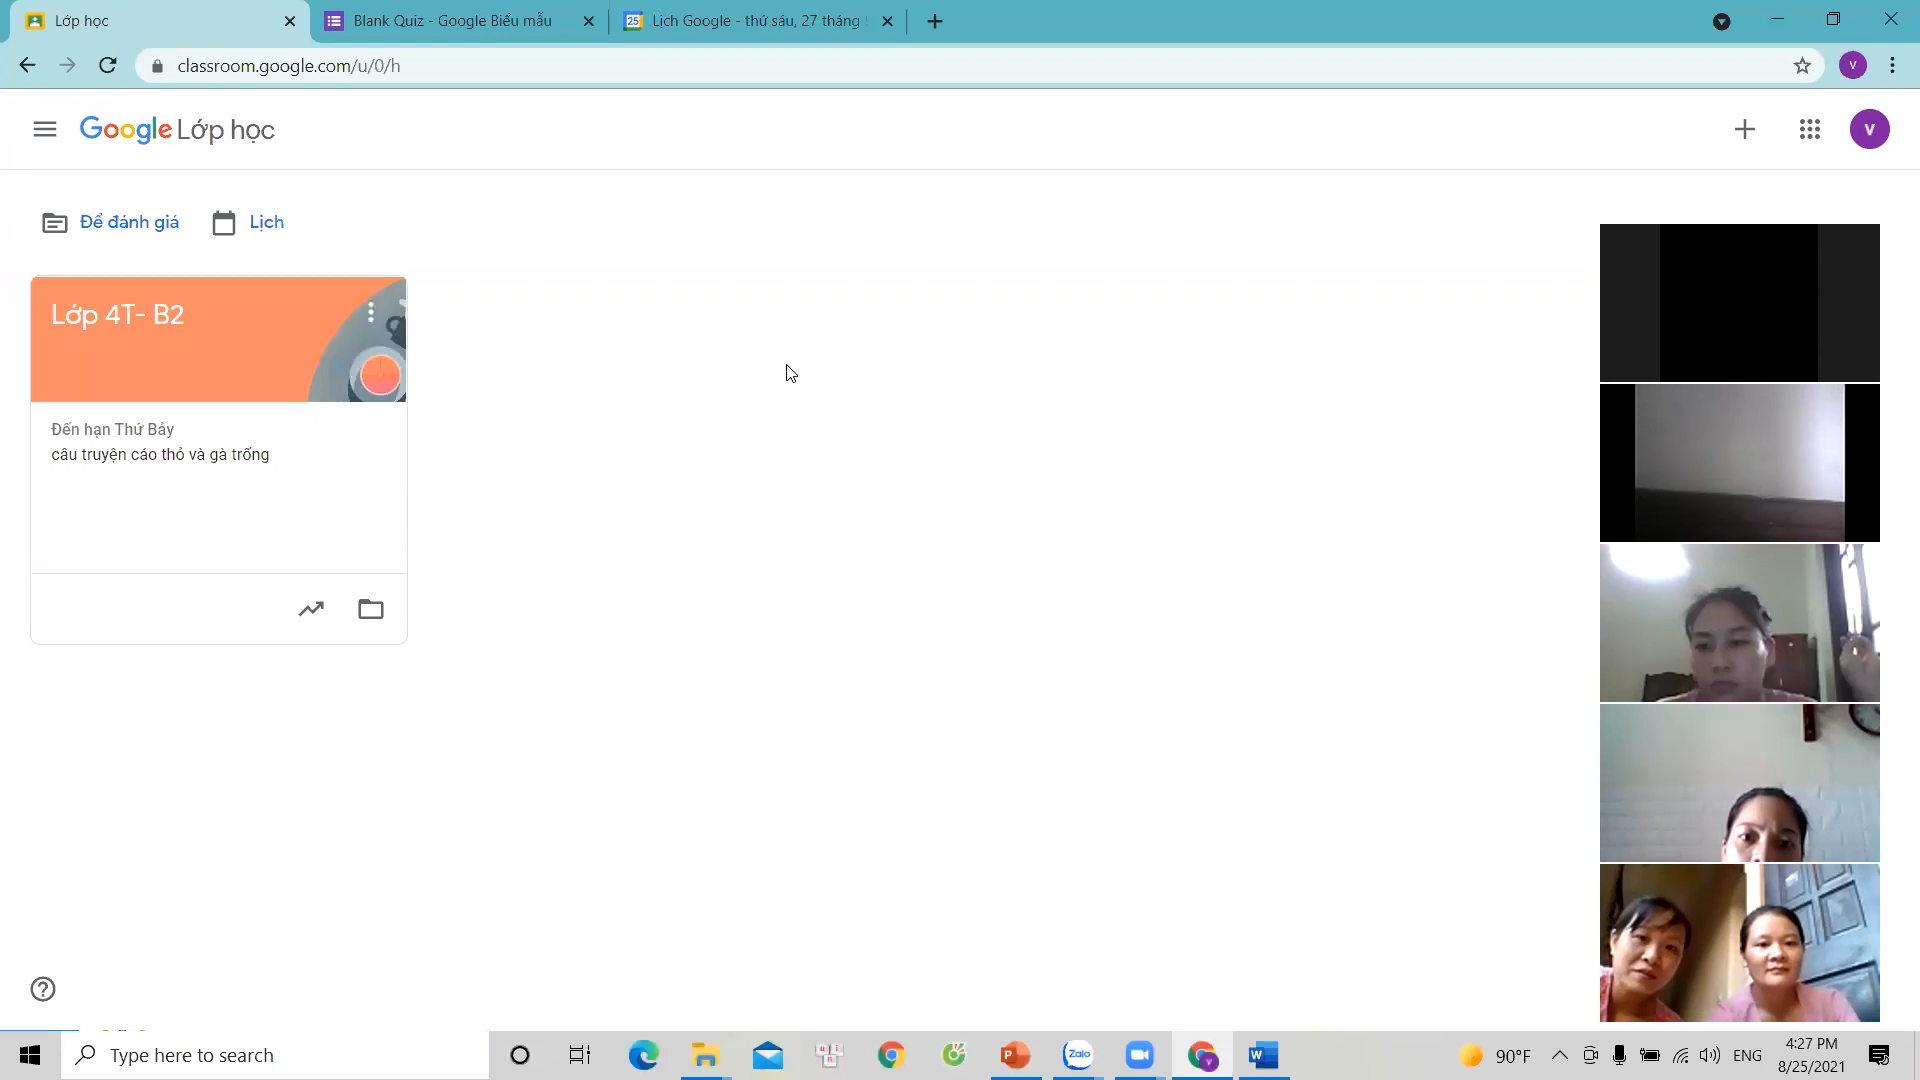 Lớp học
Blank Quiz - Google Biểu mẫu
Lịch Google - thứ sáu, 27 tháng
classroom.google.com/u/0/h
V
Google Lớp học
V
Để đánh giá
Lịch
Lớp 4T- B2
Đến hạn Thứ Bảy
câu truyện cáo thỏ và gà trống
Type here to search
Zalo
90°F
ENG
4:27 PM
8/25/2021